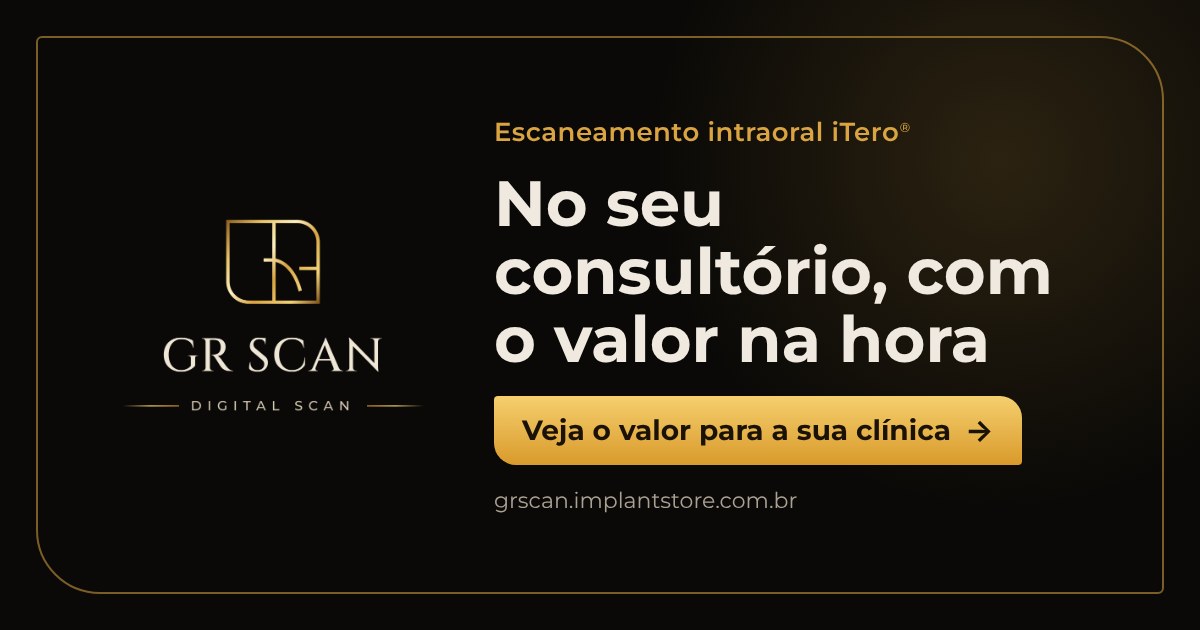 GR SCAN
DIGITAL SCAN
Escaneamento intraoral iTero®
No seu
consultório, com
o valor na hora
Veja o valor para a sua clínica →
grscan.implantstore.com.br